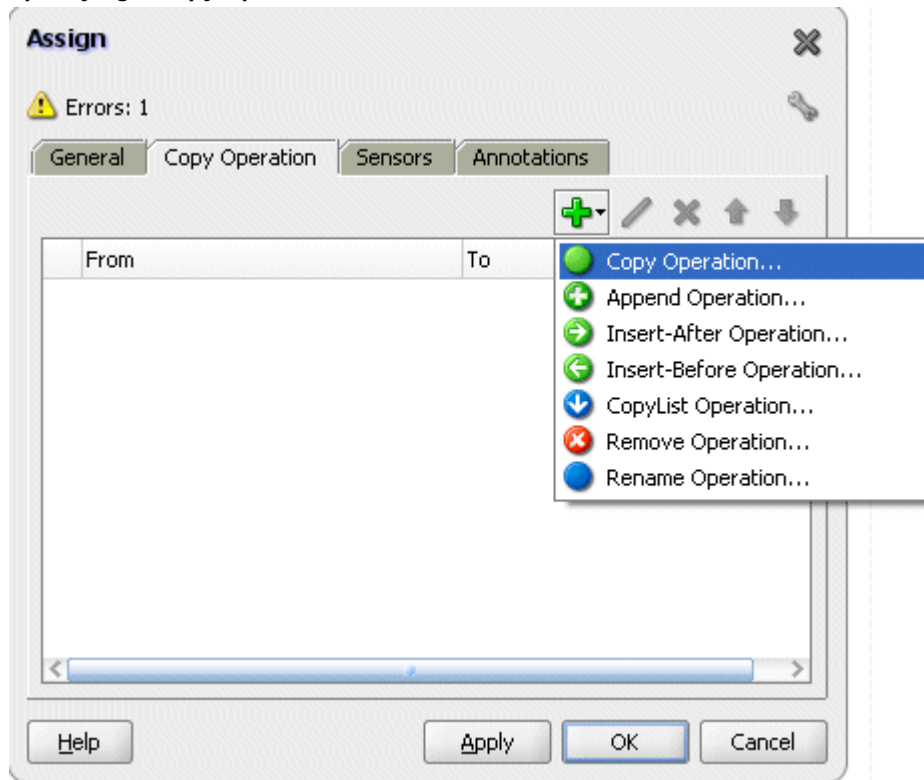 Assign
Errors: 1
General Copy Operation Sensors Annotations
From To
Copy Operation...
Append Operation...
Insert-After Operation...
Insert-Before Operation...
CopyList Operation...
Remove Operation...
Rename Operation...
Help Apply OK Cancel